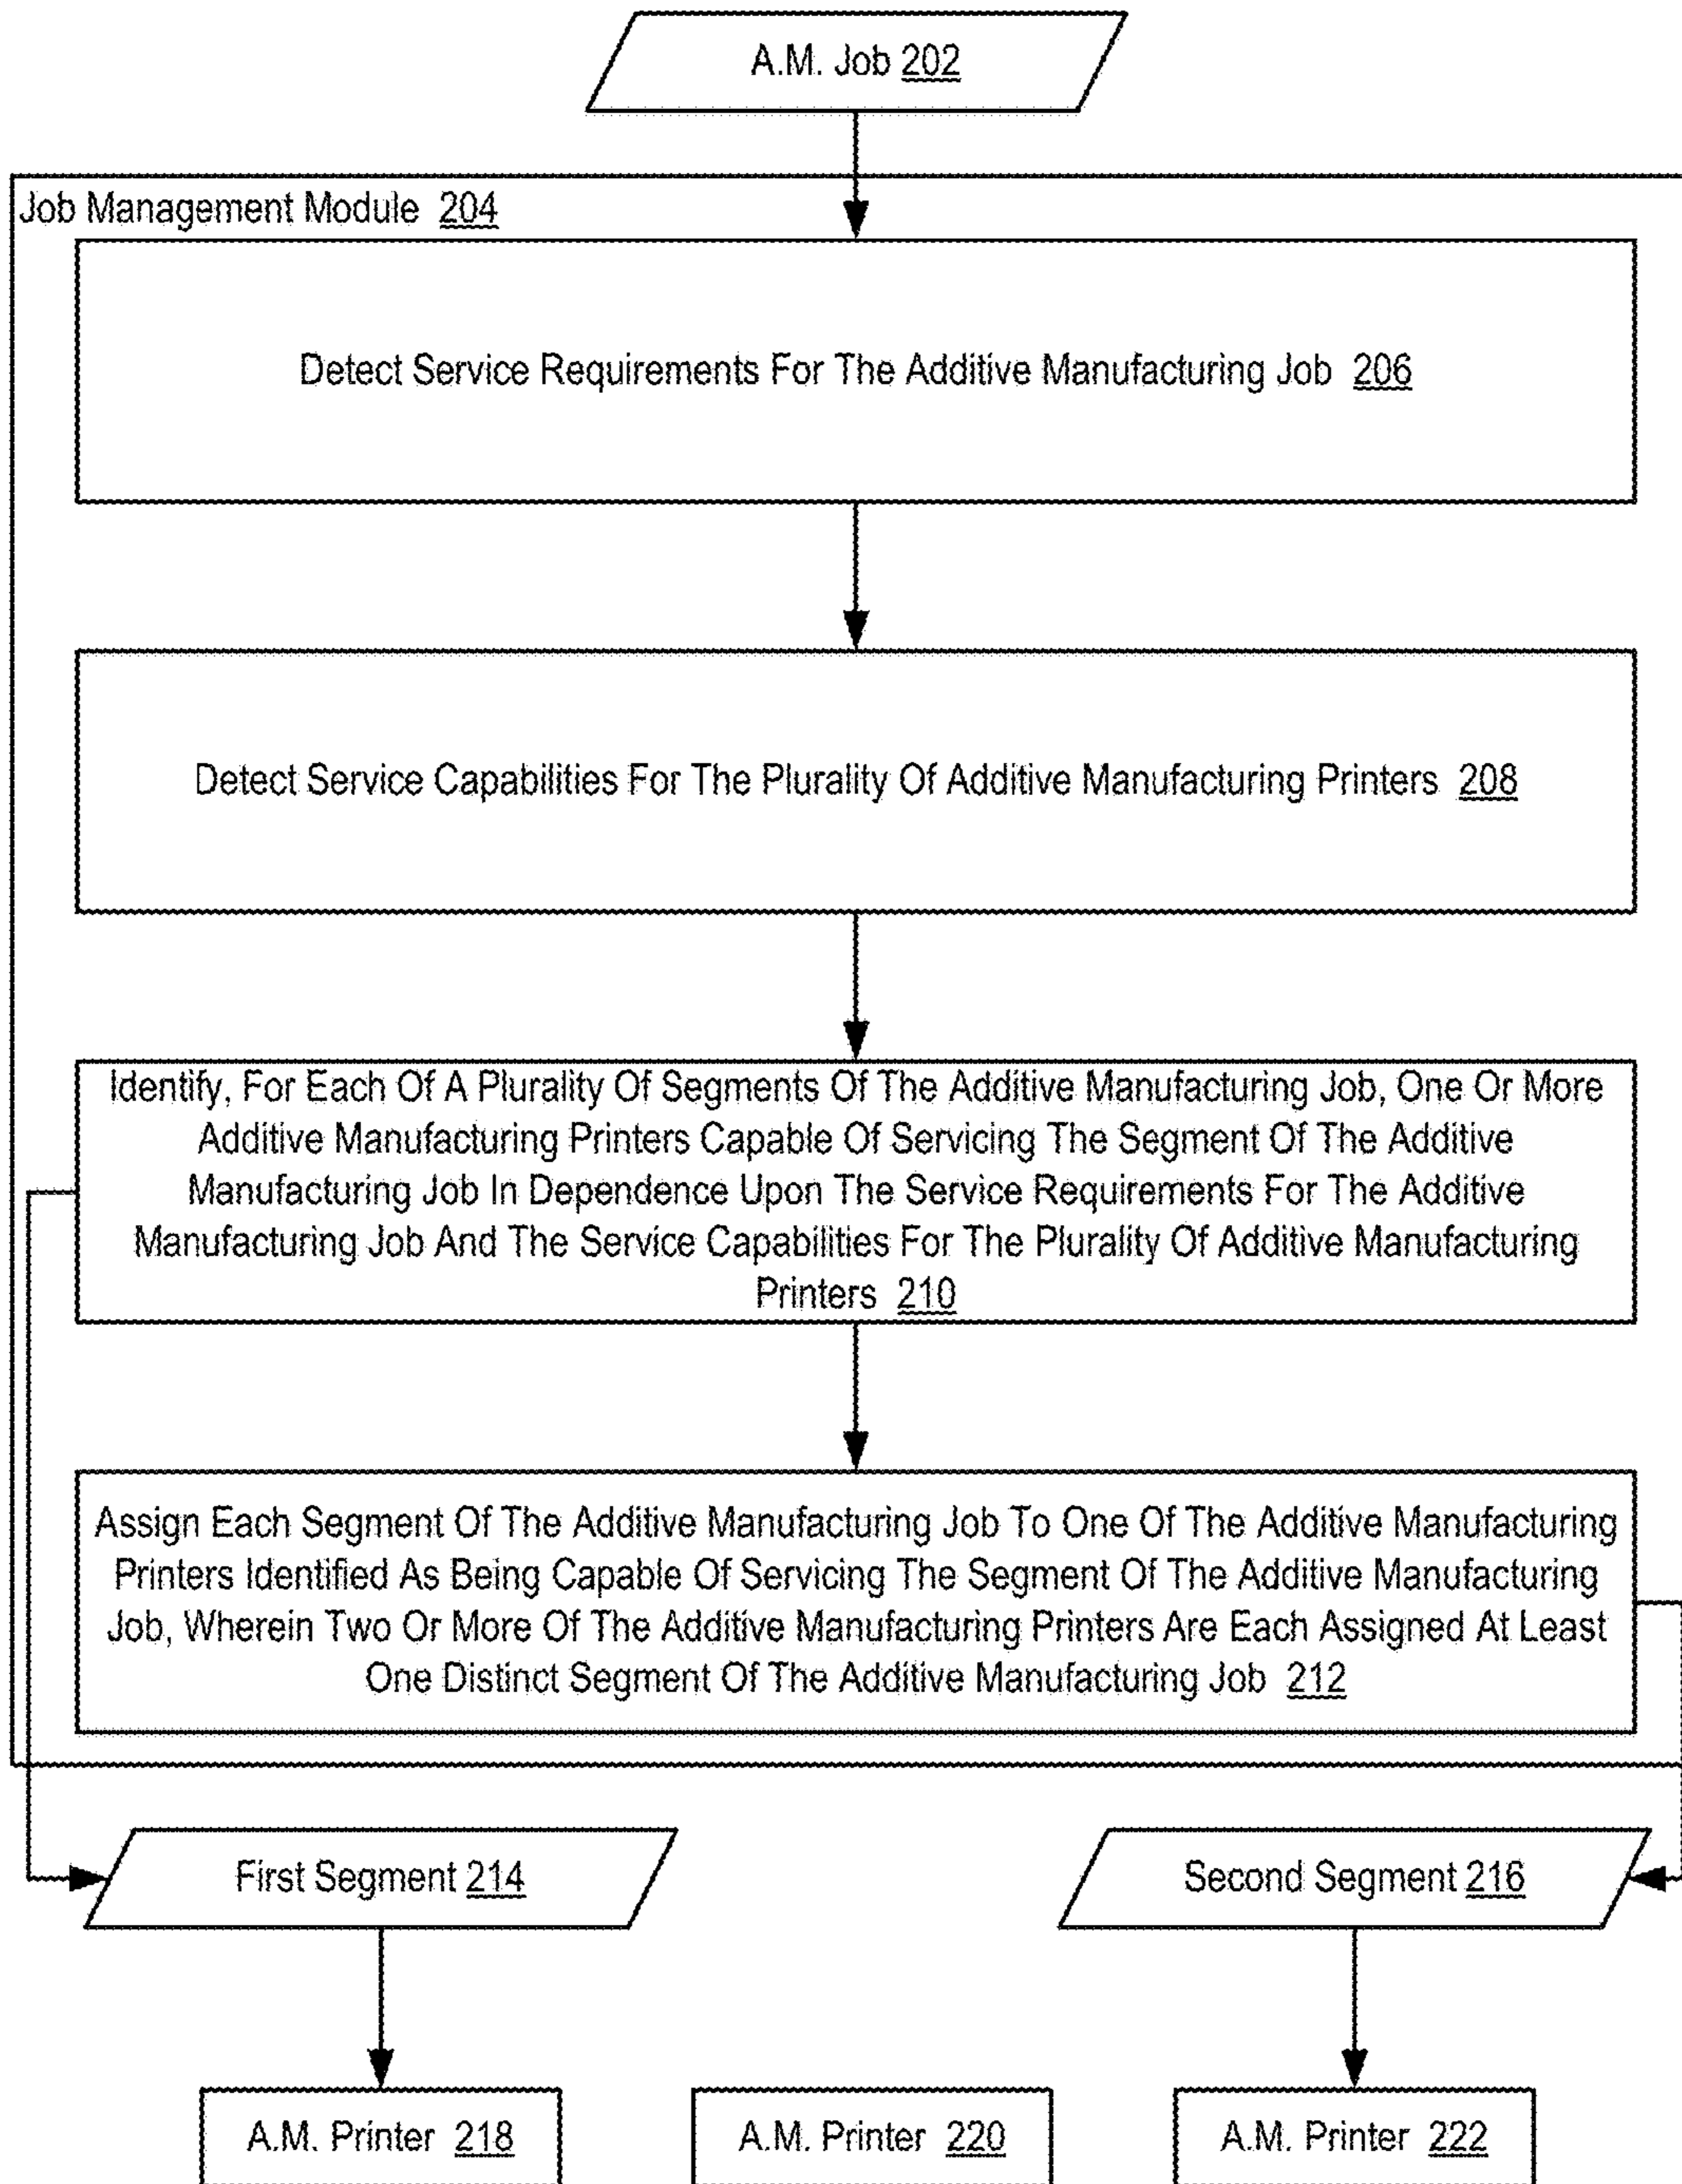 A.M. Job 202
Job Management Module 204
Detect Service Requirements For The Additive Manufacturing Job 206
Detect Service Capabilities For The Plurality Of Additive Manufacturing Printers 208
Identify, For Each Of A Plurality Of Segments Of The Additive Manufacturing Job, One Or More
Additive Manufacturing Printers Capable Of Servicing The Segment Of The Additive
Manufacturing Job In Dependence Upon The Service Requirements For The Additive
Manufacturing Job And The Service Capabilities For The Plurality Of Additive Manufacturing
Printers 210
Assign Each Segment Of The Additive Manufacturing Job To One Of The Additive Manufacturing
Printers Identified As Being Capable Of Servicing The Segment Of The Additive Manufacturing
Job, Wherein Two Or More Of The Additive Manufacturing Printers Are Each Assigned At Least
One Distinct Segment Of The Additive Manufacturing Job 212
First Segment 214
Second Segment 216
A.M. Printer 218
A.M. Printer 220
A.M. Printer 222